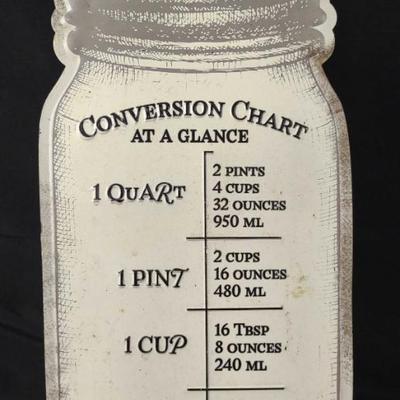 CONVERSION CHART
AT A GLANCE
1 QUART
2 PINTS
4 CUPS
32 OUNCES
950 ML
1 PINT
2 CUPS
16 OUNCES
480 ML
1 CUP
16 TBSP
8 OUNCES
240 ML